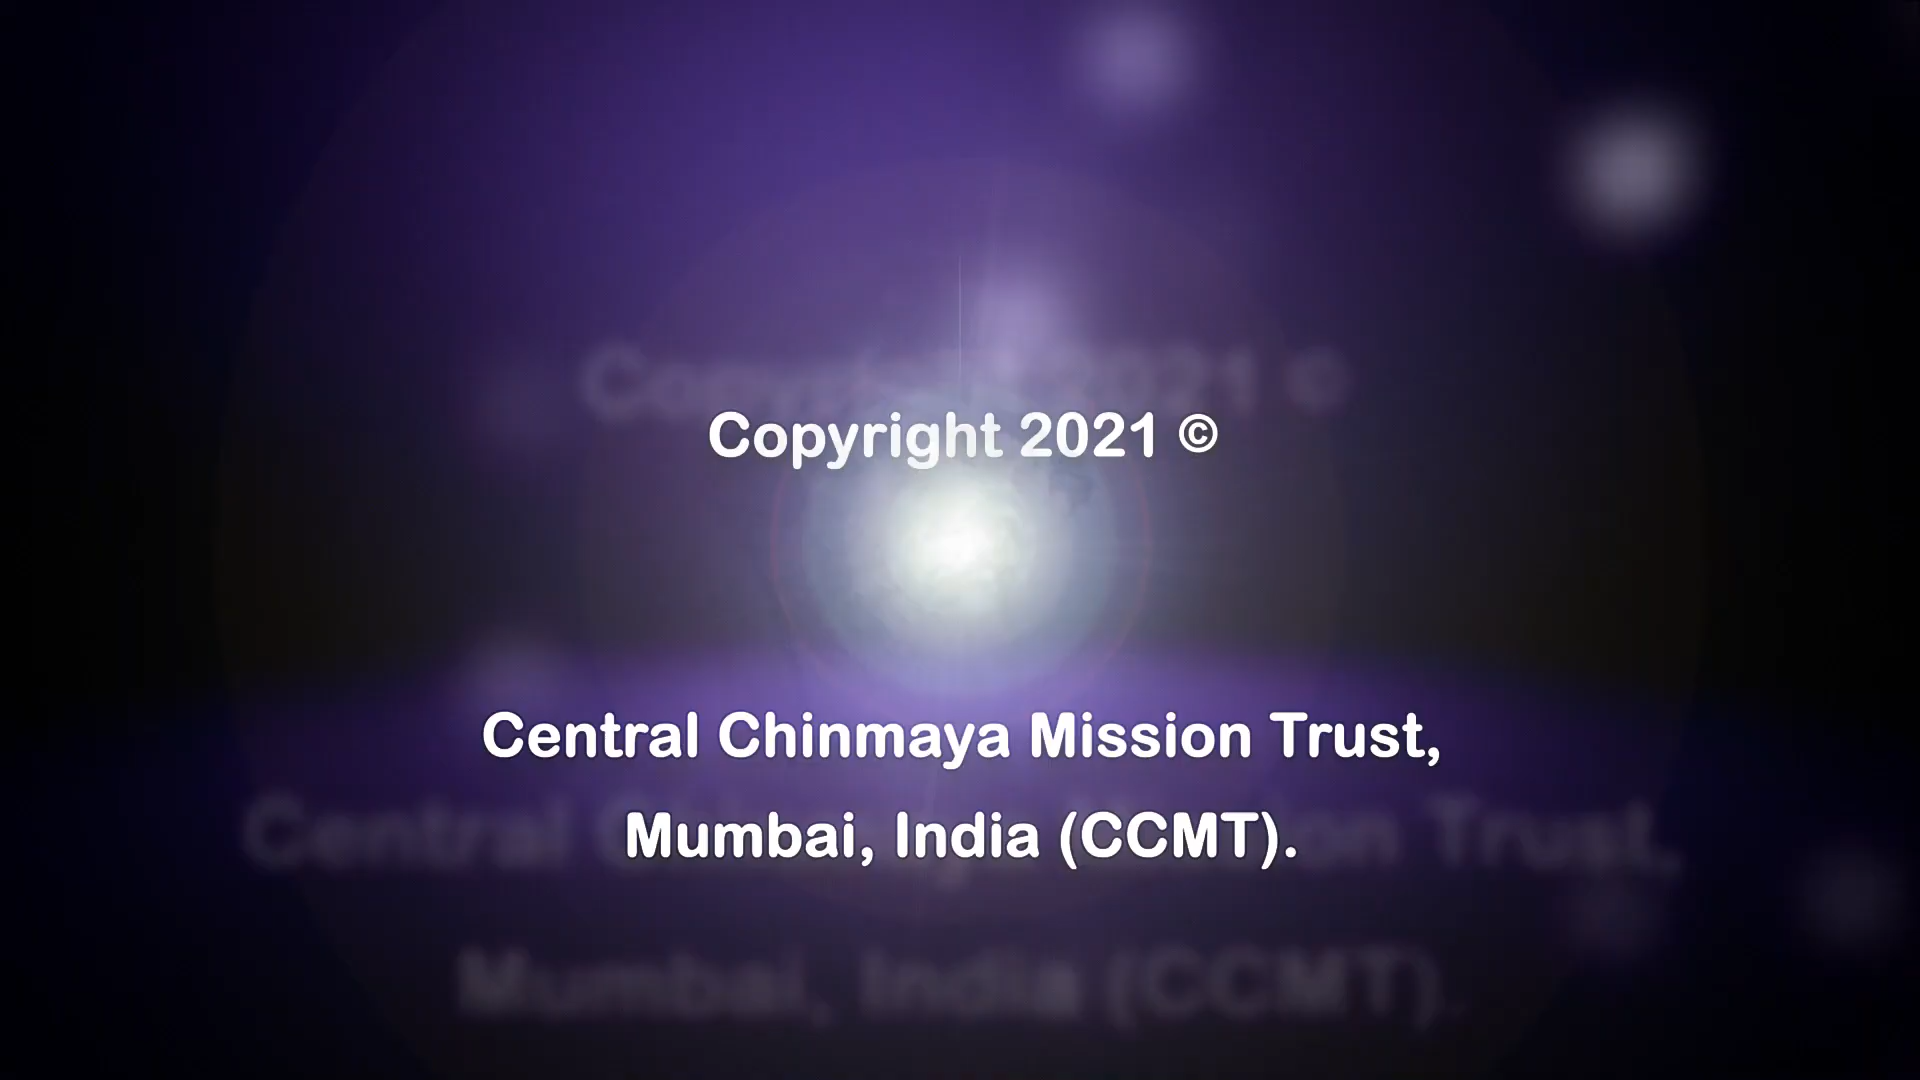 Copyright 2021 ©
Central Chinmaya Mission Trust,
Mumbai, India (CCMT).